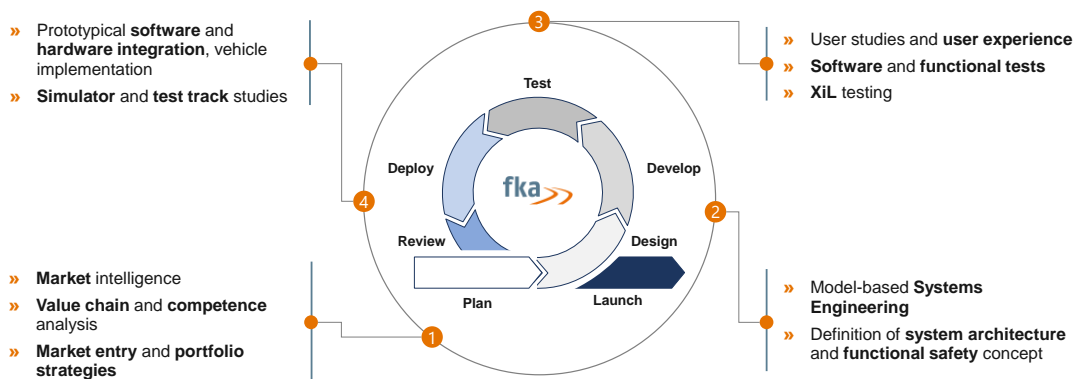 » Prototypical software and
hardware integration, vehicle
implementation
» Simulator and test track studies
3
» User studies and user experience
» Software and functional tests
» XiL testing
Test
Deploy
Develop
fka
4
2
Review
Design
Plan
Launch
1
» Market intelligence
» Value chain and competence
analysis
» Market entry and portfolio
strategies
» Model-based Systems
Engineering
» Definition of system architecture
and functional safety concept